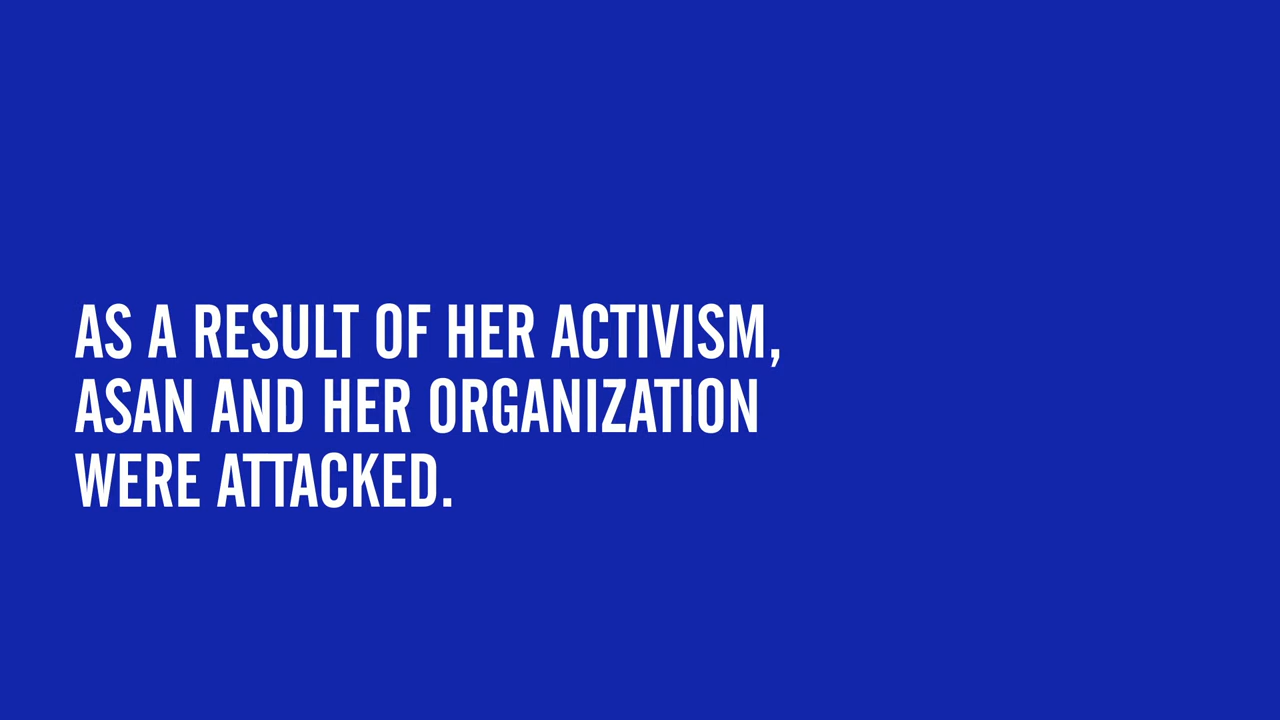 AS A RESULT OF HER ACTIVISM,
ASAN AND HER ORGANIZATION
WERE ATTACKED.